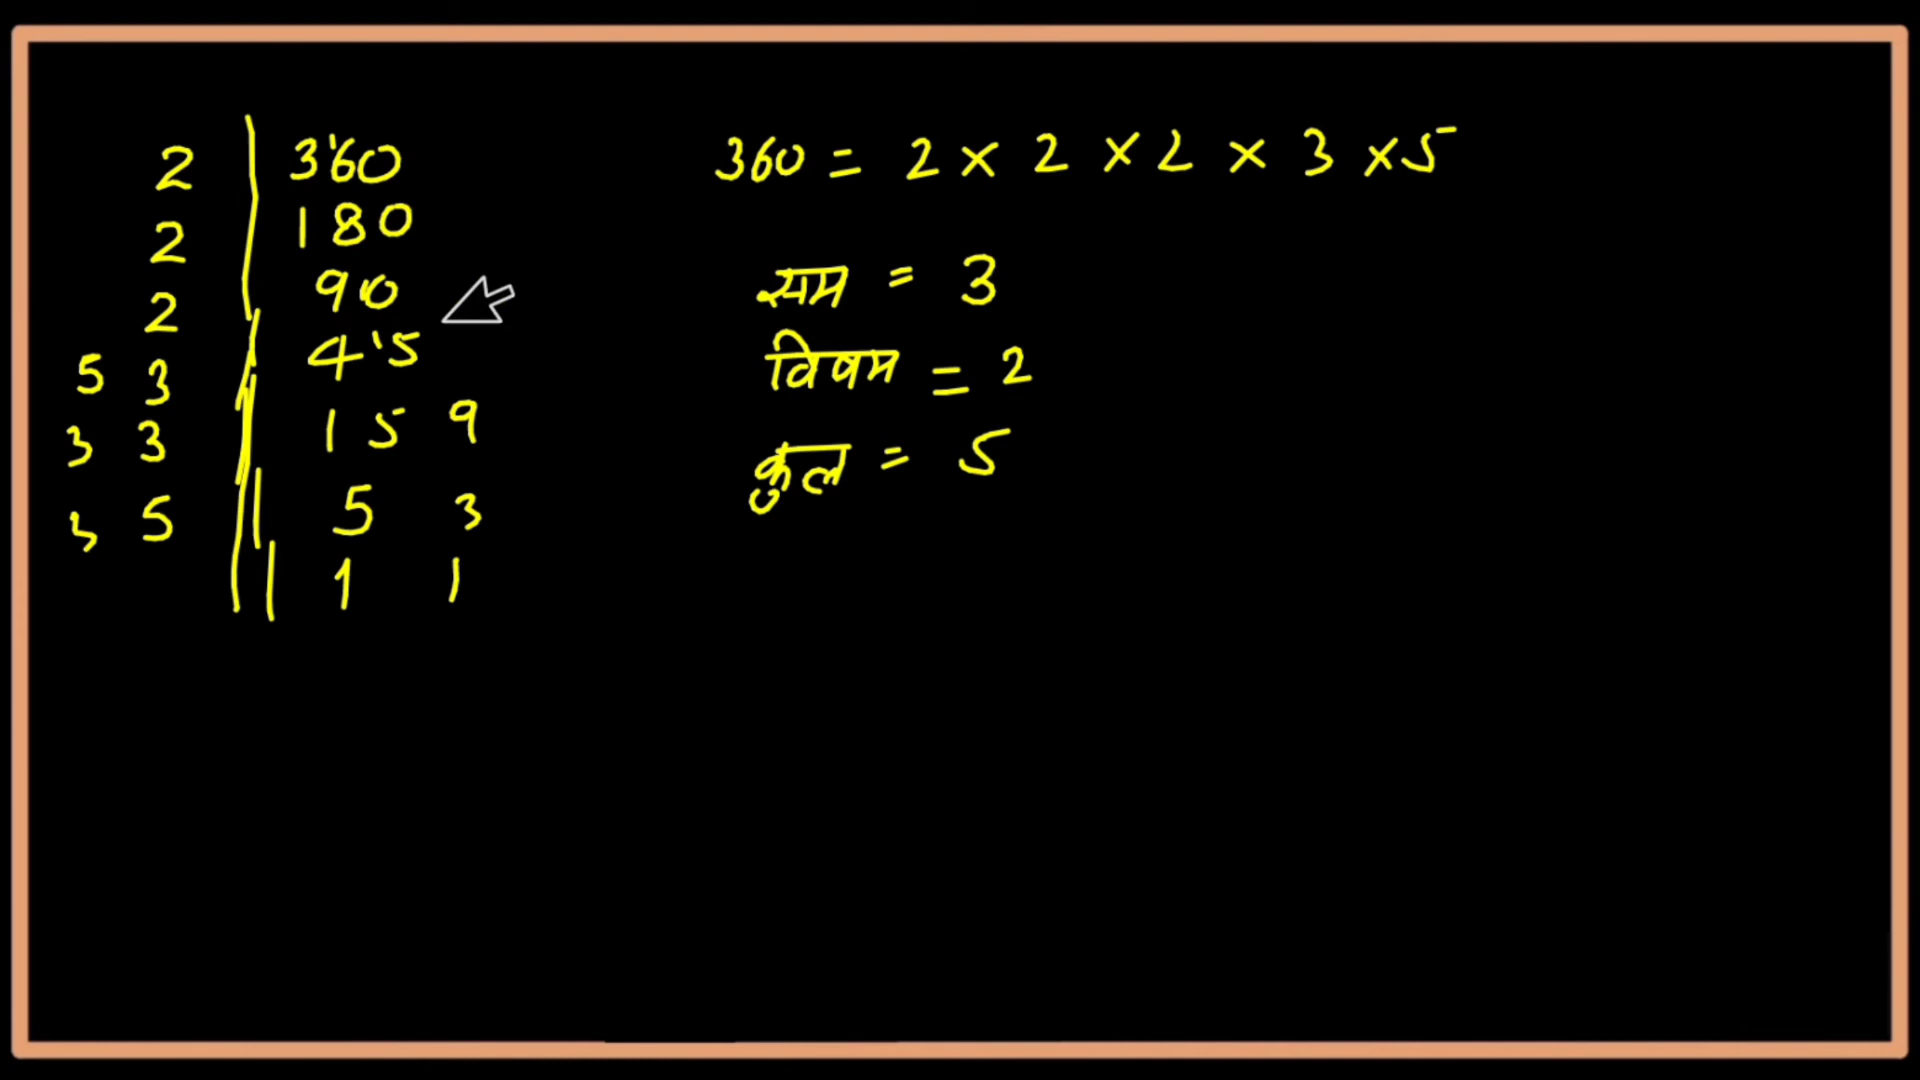 2 | 360
2 | 180
2 | 90
5 3 | 45
3 3 | 15 9
3 5 | 5 3
| 1 1
360 = 2 × 2 × 2 × 3 × 5
सम = 3
विषम = 2
कुल = 5